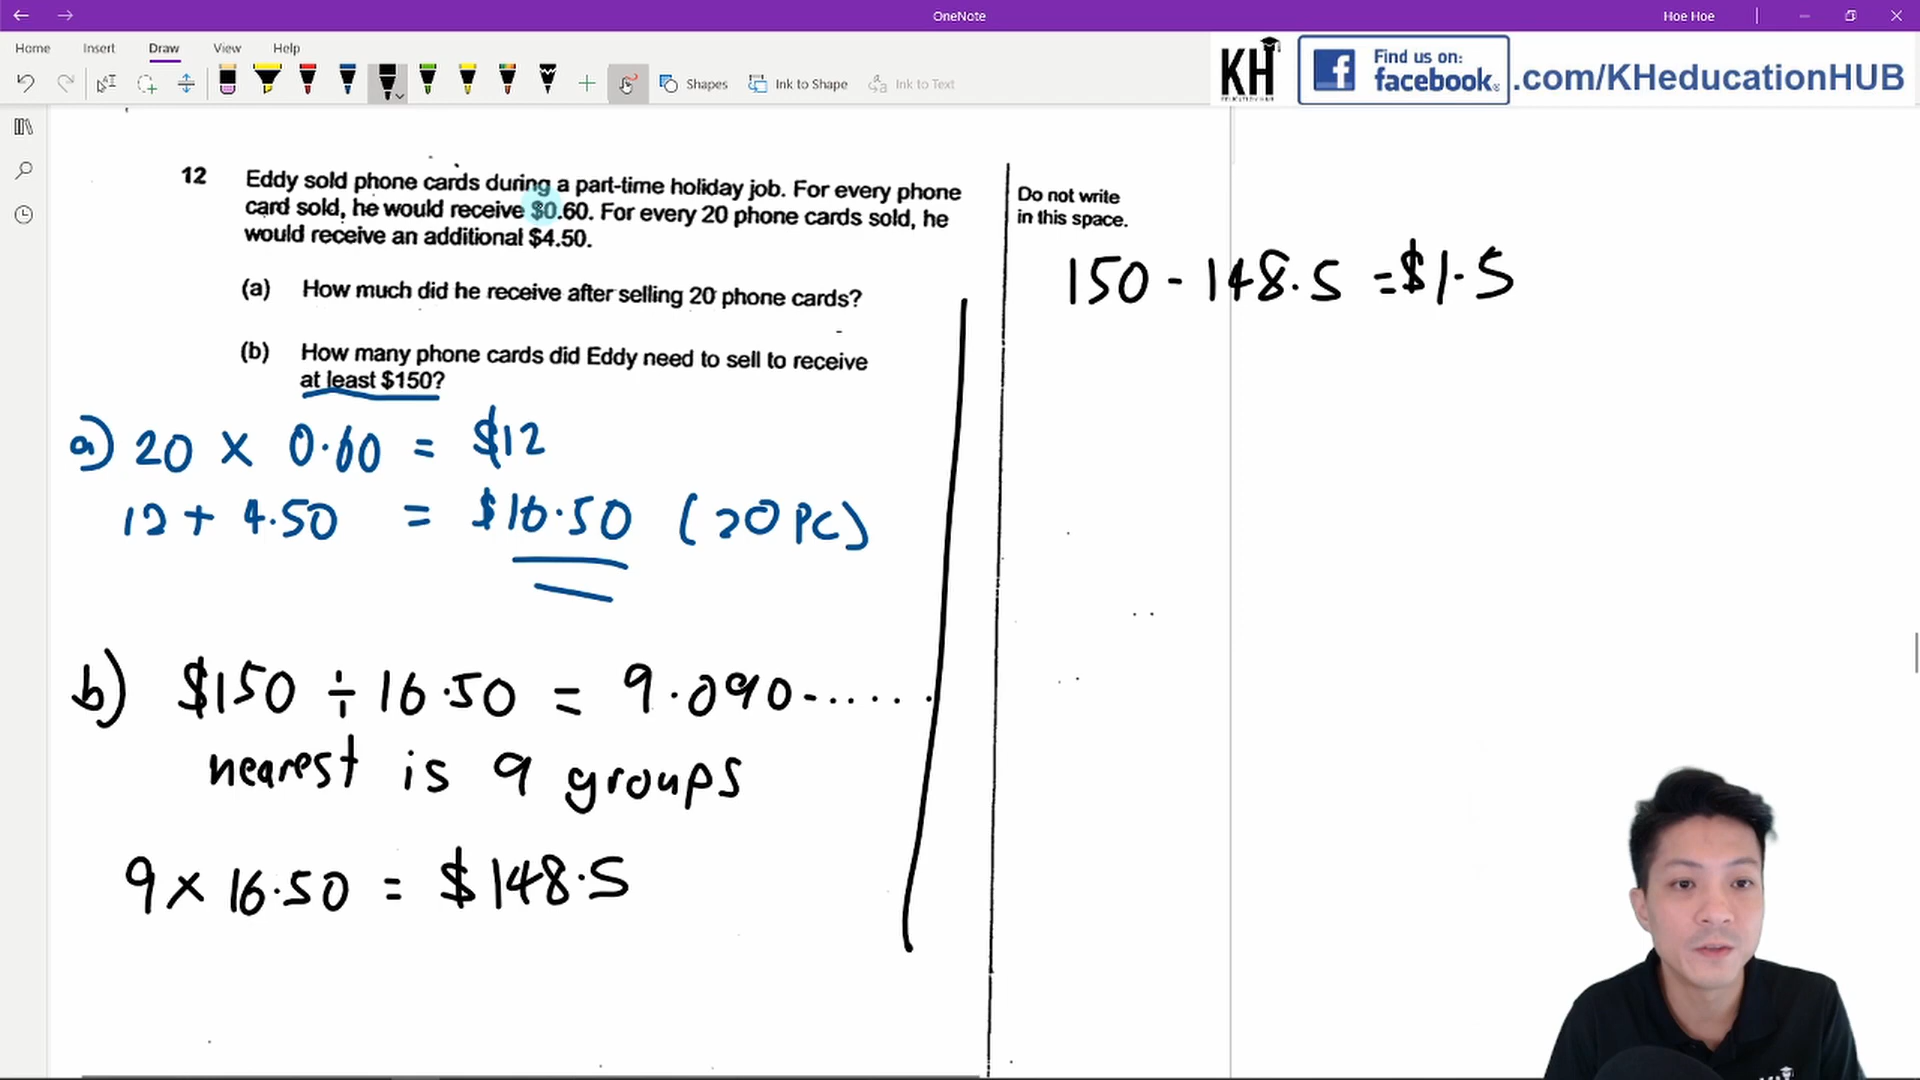 OneNote
Hoe Hoe
Home Insert Draw View Help
Shapes Ink to Shape Ink to Text
KH
Find us on:
facebook.
.com/KHeducationHUB
12 Eddy sold phone cards during a part-time holiday job. For every phone
card sold, he would receive $0.60. For every 20 phone cards sold, he
would receive an additional $4.50.
(a) How much did he receive after selling 20 phone cards?
(b) How many phone cards did Eddy need to sell to receive
at least $150?
Do not write
in this space.
150 - 148.5 = $1.5
a) 20 x 0.60 = $12
12 + 4.50 = $16.50 (20 PC)
b) $150 ÷ 16.50 = 9.090-.....
nearest is 9 groups
9 x 16.50 = $148.5
KH